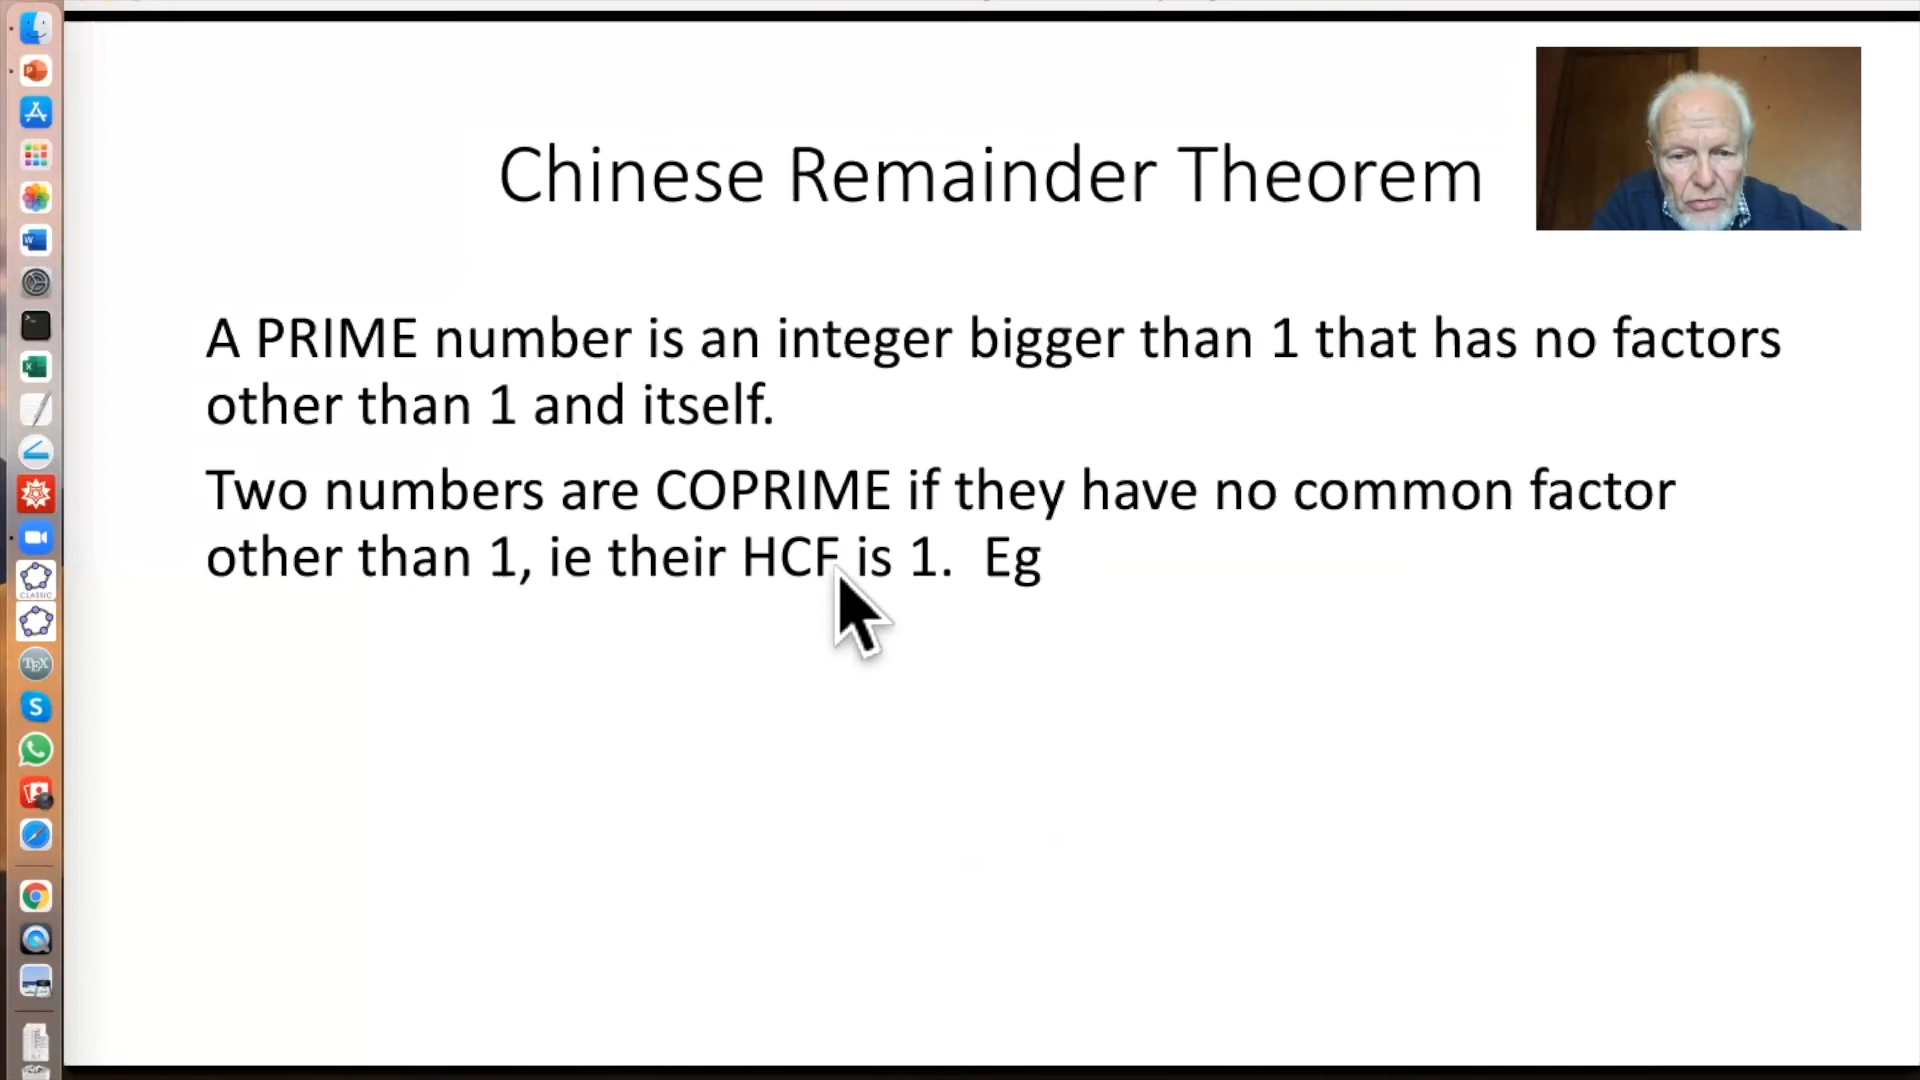 Chinese Remainder Theorem
A PRIME number is an integer bigger than 1 that has no factors
other than 1 and itself.
Two numbers are COPRIME if they have no common factor
other than 1, ie their HCF is 1.  Eg
CLASSIC
TEX